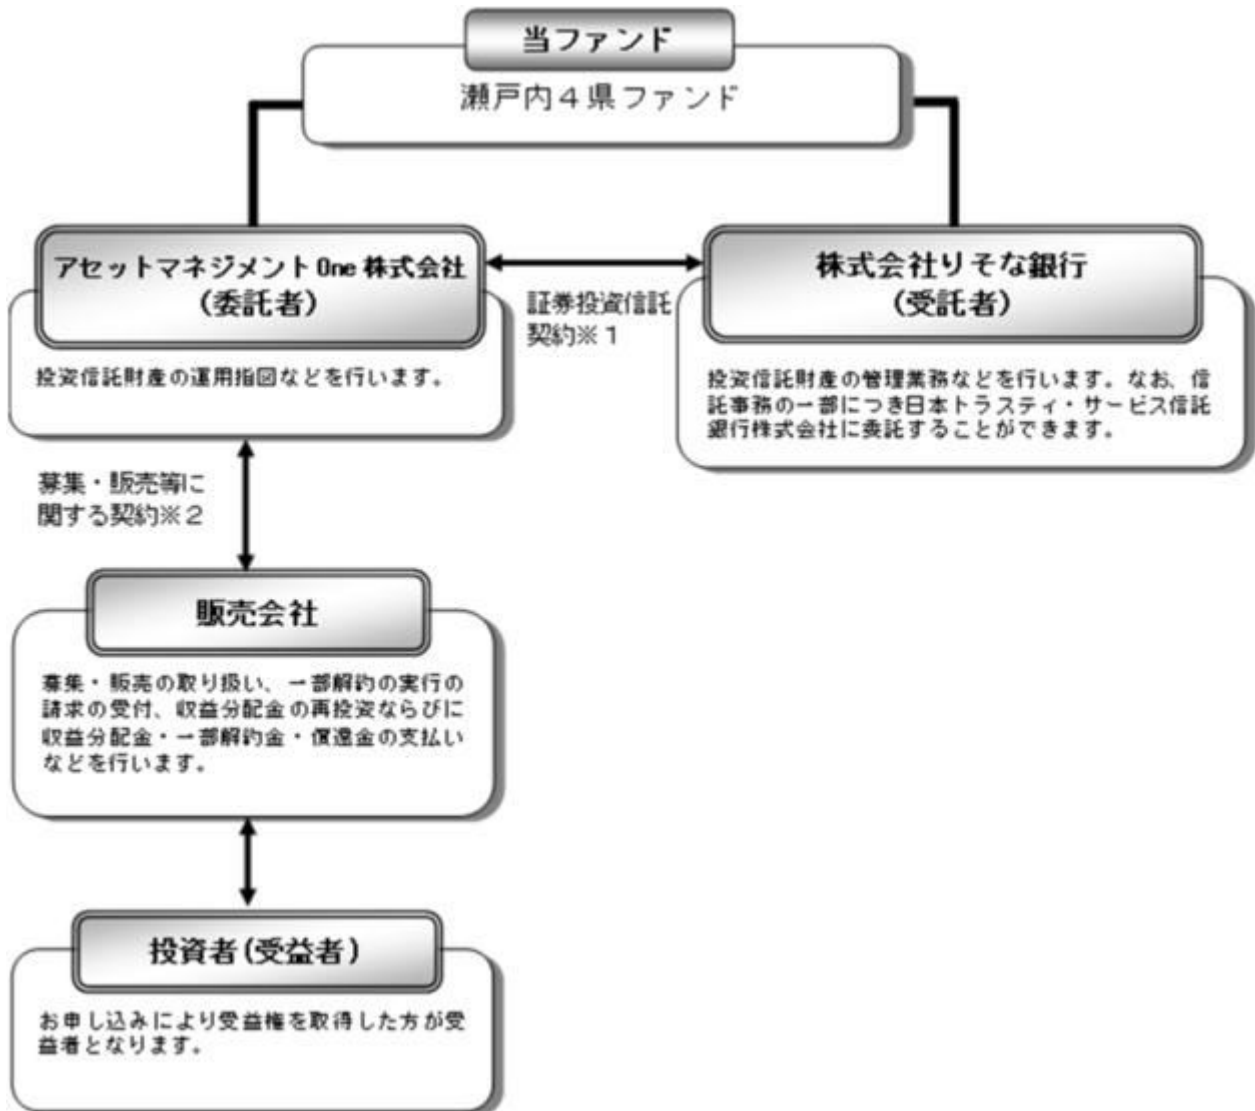 当ファンド
瀬戸内４県ファンド
アセットマネジメントOne株式会社
(委託者)
投資信託財産の運用指図などを行います。
証券投資信託
契約※１
株式会社りそな銀行
(受託者)
投資信託財産の管理業務などを行います。なお、信
託事務の一部につき日本トラスティ・サービス信託
銀行株式会社に委託することができます。
募集・販売等に
関する契約※２
販売会社
募集・販売の取り扱い、一部解約の実行の
請求の受付、収益分配金の再投資ならびに
収益分配金・一部解約金・償還金の支払い
などを行います。
投資者(受益者)
お申し込みにより受益権を取得した方が受
益者となります。